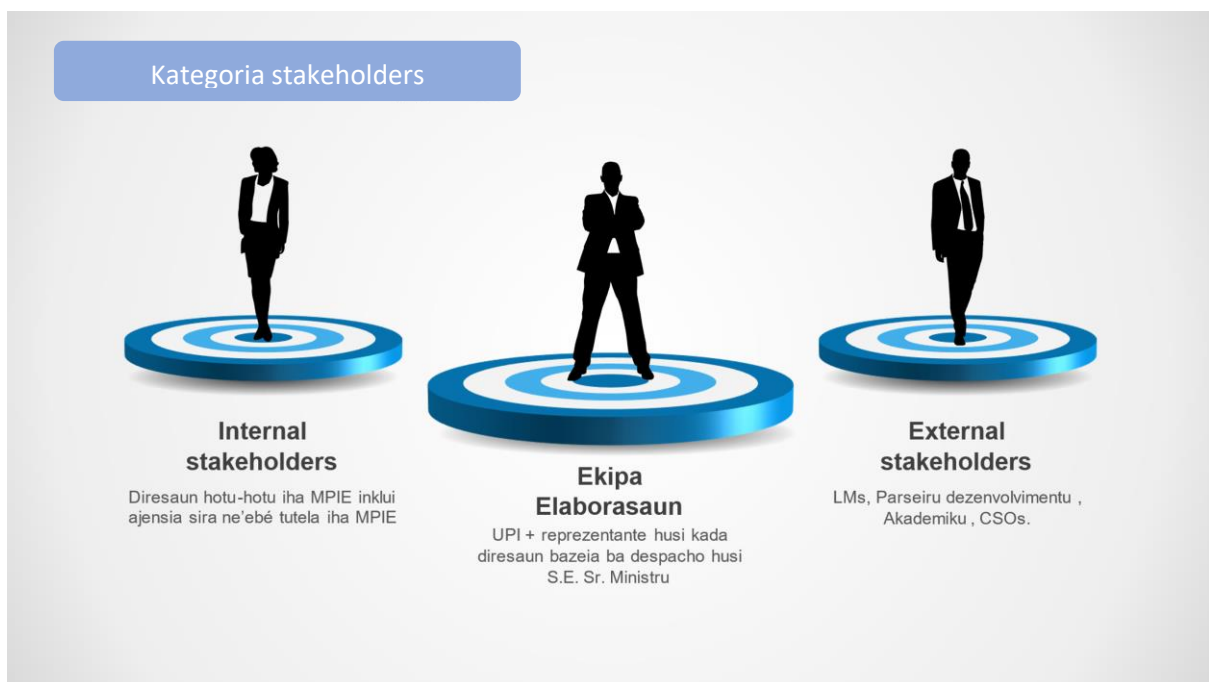 Kategoria stakeholders
Internal
stakeholders
Diresaun hotu-hotu iha MPIE inklui
ajensia sira ne'ebé tutela iha MPIE
Ekipa
Elaborasaun
UPI + reprezentante husi kada
diresaun bazeia ba despacho husi
S.E. Sr. Ministru
External
stakeholders
LMs, Parseiru dezenvolvimentu ,
Akademiku , CSOs.